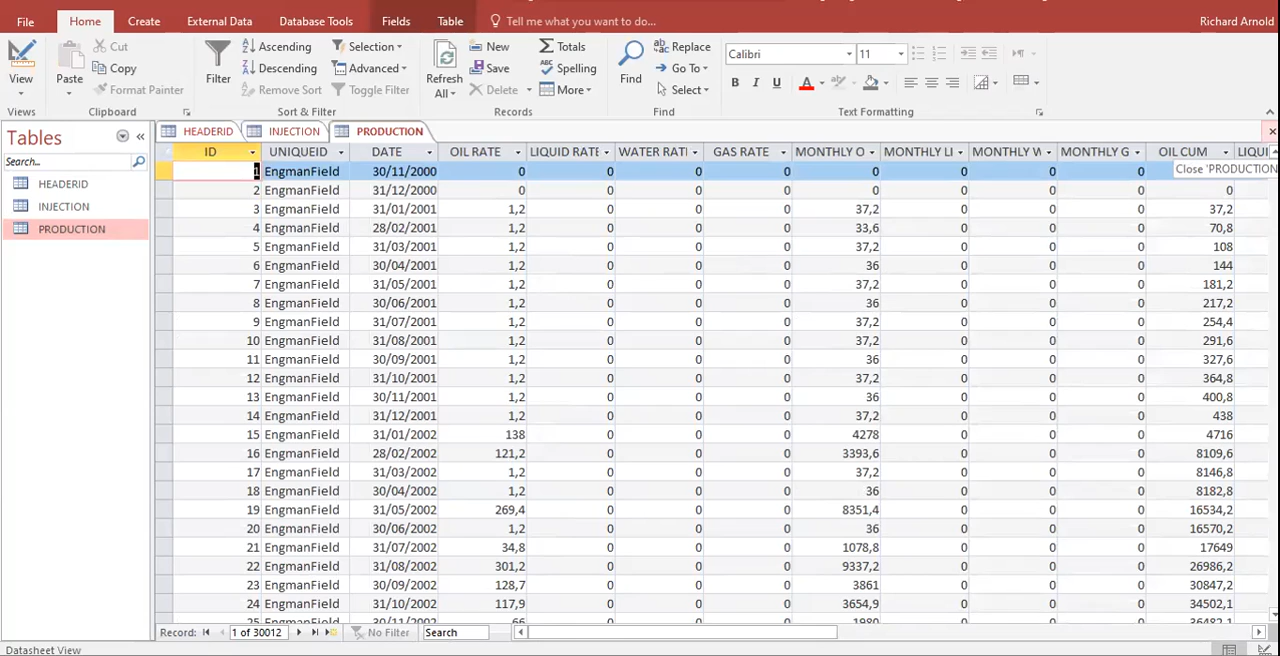 File Home Create External Data Database Tools Fields Table Tell me what you want to do... Richard Arnold
View Paste Cut Copy Format Painter Filter Ascending Descending Remove Sort Selection Advanced Toggle Filter Refresh All New Save Delete Totals Spelling More Find Replace Go To Select Calibri 11 B I U A ab
Views Clipboard Sort & Filter Records Find Text Formatting
Tables HEADERID INJECTION PRODUCTION
Search... ID UNIQUEID DATE OIL RATE LIQUID RATE WATER RATI GAS RATE MONTHLY O MONTHLY LI MONTHLY W MONTHLY G OIL CUM LIQUI
Close 'PRODUCTION
HEADERID
INJECTION
PRODUCTION
1 EngmanField 30/11/2000 0 0 0 0 0 0 0 0
2 EngmanField 31/12/2000 0 0 0 0 0 0 0 0 0
3 EngmanField 31/01/2001 1,2 0 0 0 37,2 0 0 0 37,2
4 EngmanField 28/02/2001 1,2 0 0 0 33,6 0 0 0 70,8
5 EngmanField 31/03/2001 1,2 0 0 0 37,2 0 0 0 108
6 EngmanField 30/04/2001 1,2 0 0 0 36 0 0 0 144
7 EngmanField 31/05/2001 1,2 0 0 0 37,2 0 0 0 181,2
8 EngmanField 30/06/2001 1,2 0 0 0 36 0 0 0 217,2
9 EngmanField 31/07/2001 1,2 0 0 0 37,2 0 0 0 254,4
10 EngmanField 31/08/2001 1,2 0 0 0 37,2 0 0 0 291,6
11 EngmanField 30/09/2001 1,2 0 0 0 36 0 0 0 327,6
12 EngmanField 31/10/2001 1,2 0 0 0 37,2 0 0 0 364,8
13 EngmanField 30/11/2001 1,2 0 0 0 36 0 0 0 400,8
14 EngmanField 31/12/2001 1,2 0 0 0 37,2 0 0 0 438
15 EngmanField 31/01/2002 138 0 0 0 4278 0 0 0 4716
16 EngmanField 28/02/2002 121,2 0 0 0 3393,6 0 0 0 8109,6
17 EngmanField 31/03/2002 1,2 0 0 0 37,2 0 0 0 8146,8
18 EngmanField 30/04/2002 1,2 0 0 0 36 0 0 0 8182,8
19 EngmanField 31/05/2002 269,4 0 0 0 8351,4 0 0 0 16534,2
20 EngmanField 30/06/2002 1,2 0 0 0 36 0 0 0 16570,2
21 EngmanField 31/07/2002 34,8 0 0 0 1078,8 0 0 0 17649
22 EngmanField 31/08/2002 301,2 0 0 0 9337,2 0 0 0 26986,2
23 EngmanField 30/09/2002 128,7 0 0 0 3861 0 0 0 30847,2
24 EngmanField 31/10/2002 117,9 0 0 0 3654,9 0 0 0 34502,1
25 EngmanField 30/11/2002 66 0 0 0 1980 0 0 0 36482,1
Record: 1 of 30012 No Filter Search
Datasheet View